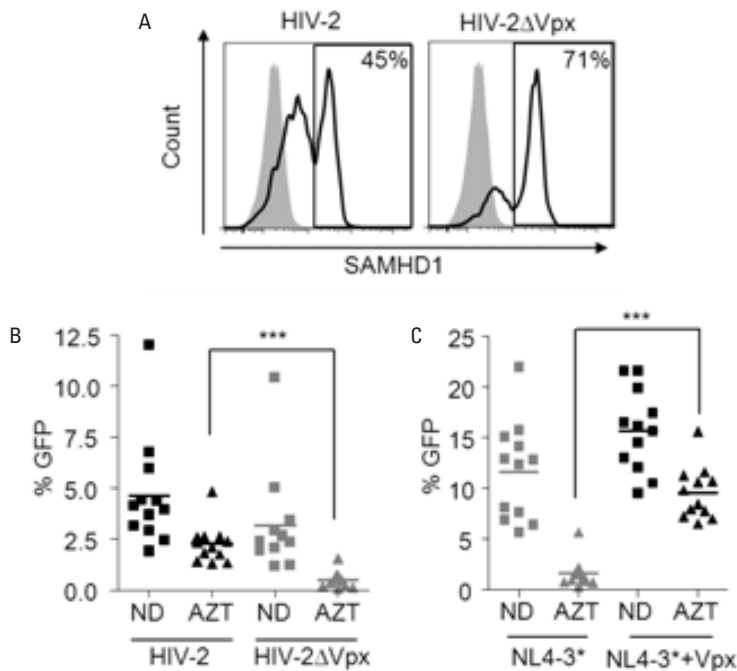 A
HIV-2
HIV-2ΔVpx
45%
71%
Count
SAMHD1
B
% GFP
12.5
10.0
7.5
5.0
2.5
0.0
***
ND
AZT
ND
AZT
HIV-2
HIV-2ΔVpx
C
% GFP
25
20
15
10
5
0
***
ND
AZT
ND
AZT
NL4-3*
NL4-3*+Vpx